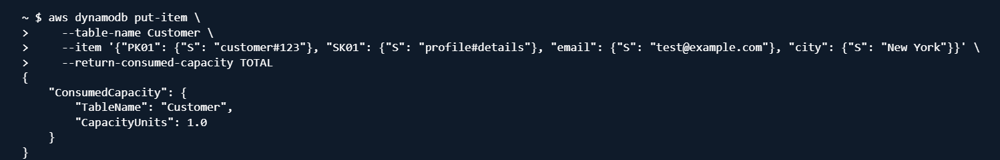 ~ $ aws dynamodb put-item \
>     --table-name Customer \
>     --item '{"PK01": {"S": "customer#123"}, "SK01": {"S": "profile#details"}, "email": {"S": "test@example.com"}, "city": {"S": "New York"}}' \
>     --return-consumed-capacity TOTAL
{
    "ConsumedCapacity": {
        "TableName": "Customer",
        "CapacityUnits": 1.0
    }
}